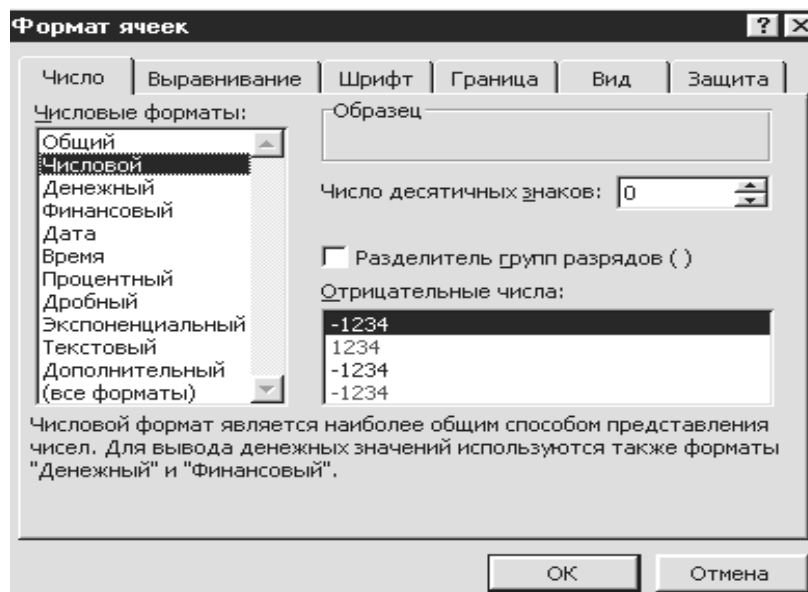 Формат ячеек
Число Выравнивание Шрифт Граница Вид Защита
Числовые форматы:
Общий
Числовой
Денежный
Финансовый
Дата
Время
Процентный
Дробный
Экспоненциальный
Текстовый
Дополнительный
(все форматы)
Образец
Число десятичных знаков: 0
Разделитель групп разрядов ( )
Отрицательные числа:
-1234
1234
-1234
-1234
Числовой формат является наиболее общим способом представления
чисел. Для вывода денежных значений используются также форматы
"Денежный" и "Финансовый".
ОК Отмена